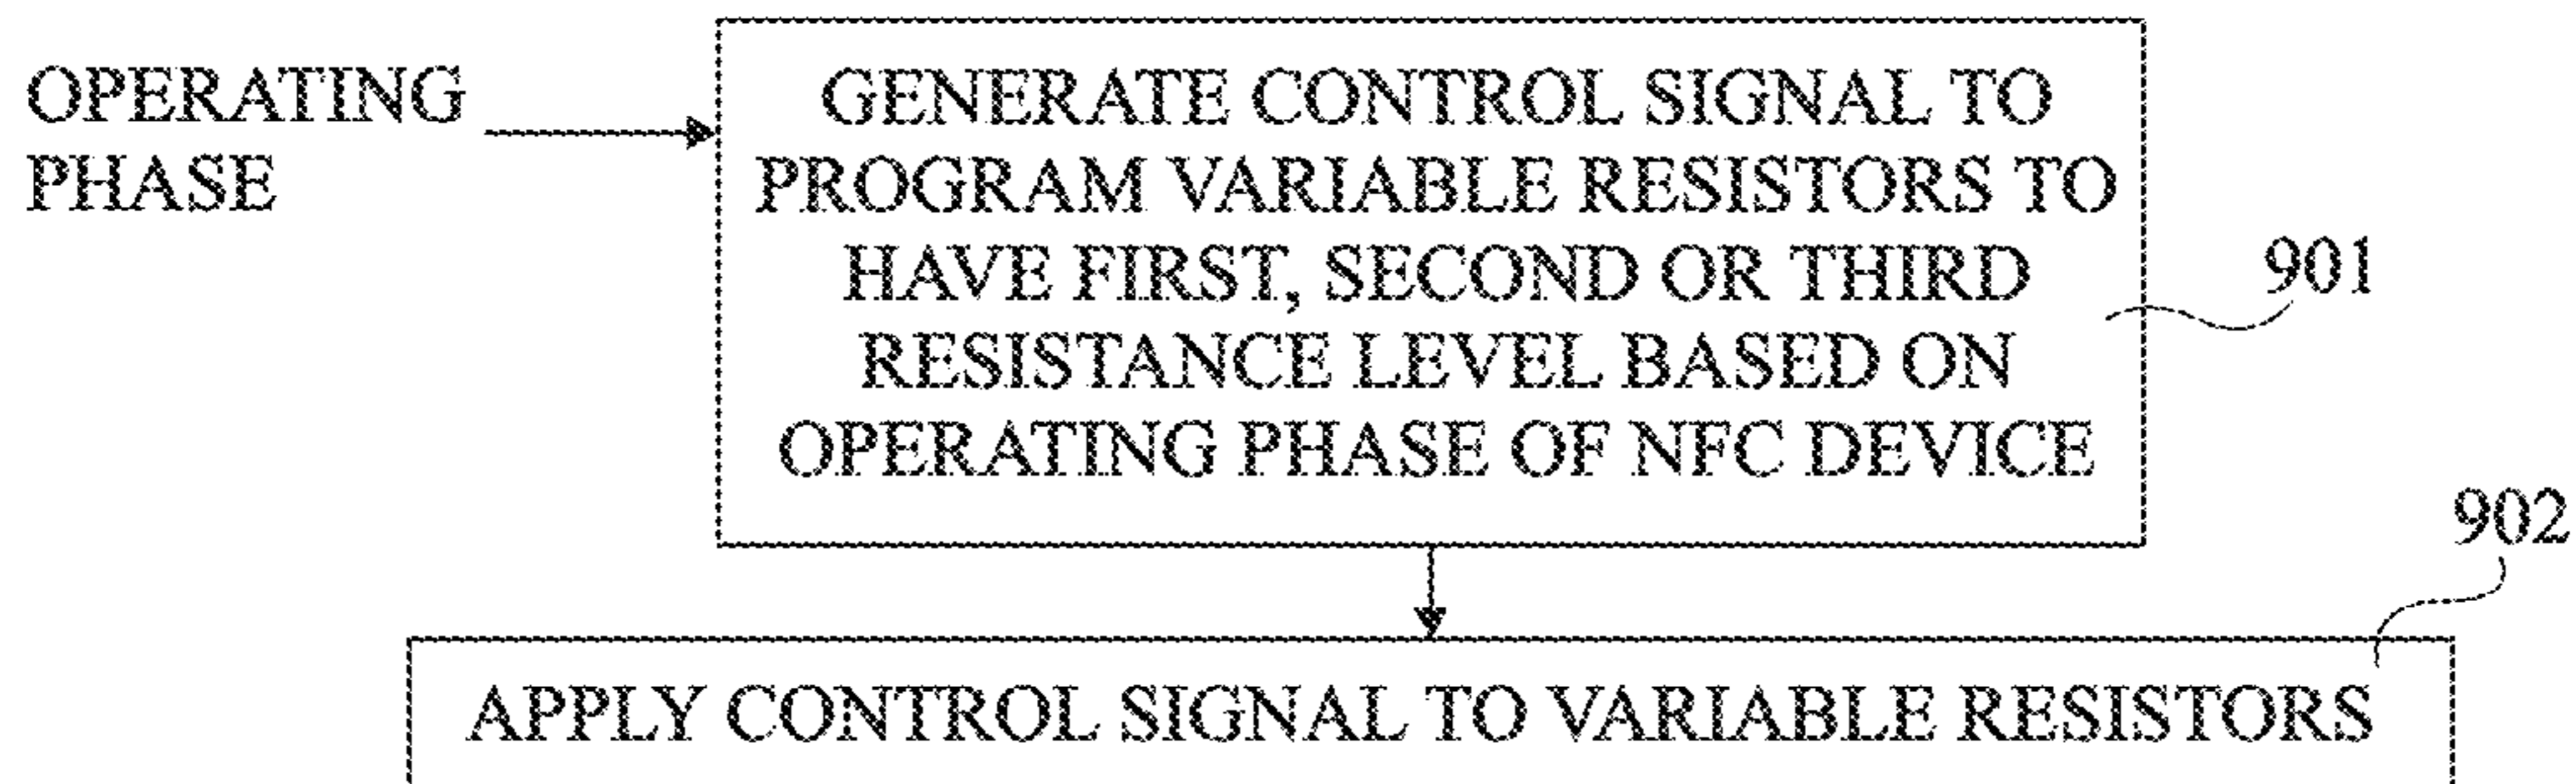 OPERATING
PHASE
GENERATE CONTROL SIGNAL TO
PROGRAM VARIABLE RESISTORS TO
HAVE FIRST, SECOND OR THIRD
RESISTANCE LEVEL BASED ON
OPERATING PHASE OF NFC DEVICE
901
902
APPLY CONTROL SIGNAL TO VARIABLE RESISTORS